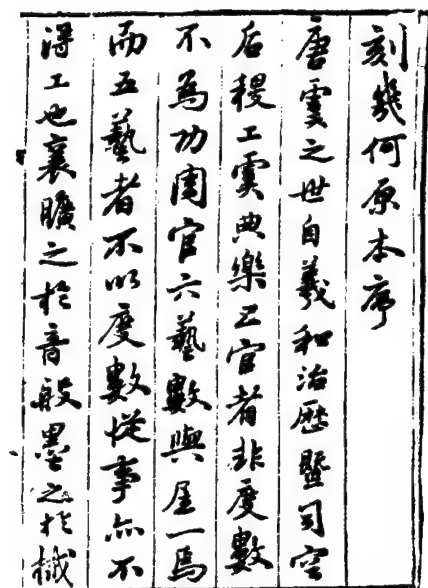 刻幾何原本序
唐虞之世自羲和治厯暨司空
后稷工虞典樂五官者非度數
不為功周官六藝數與居一焉
而五藝者不以度數從事亦不
得工也襄曠之於音般墨之於械